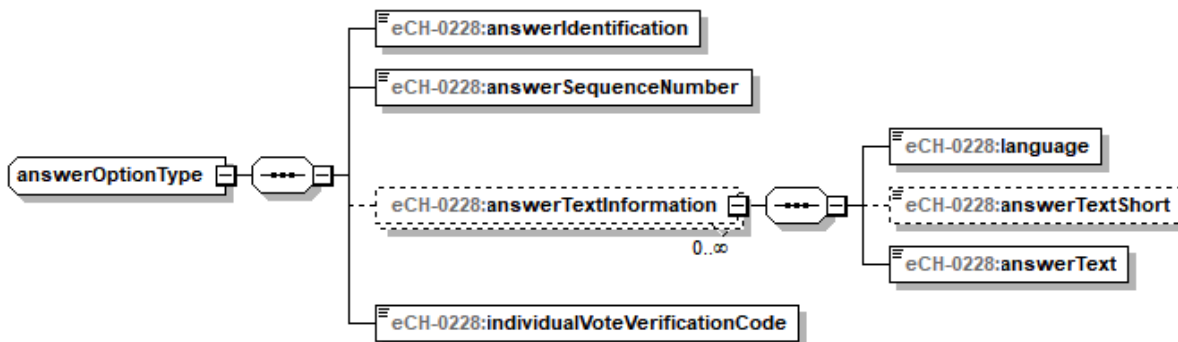 eCH-0228:answerIdentification
eCH-0228:answerSequenceNumber
answerOptionType
eCH-0228:answerTextInformation
0..∞
eCH-0228:language
eCH-0228:answerTextShort
eCH-0228:answerText
eCH-0228:individualVoteVerificationCode